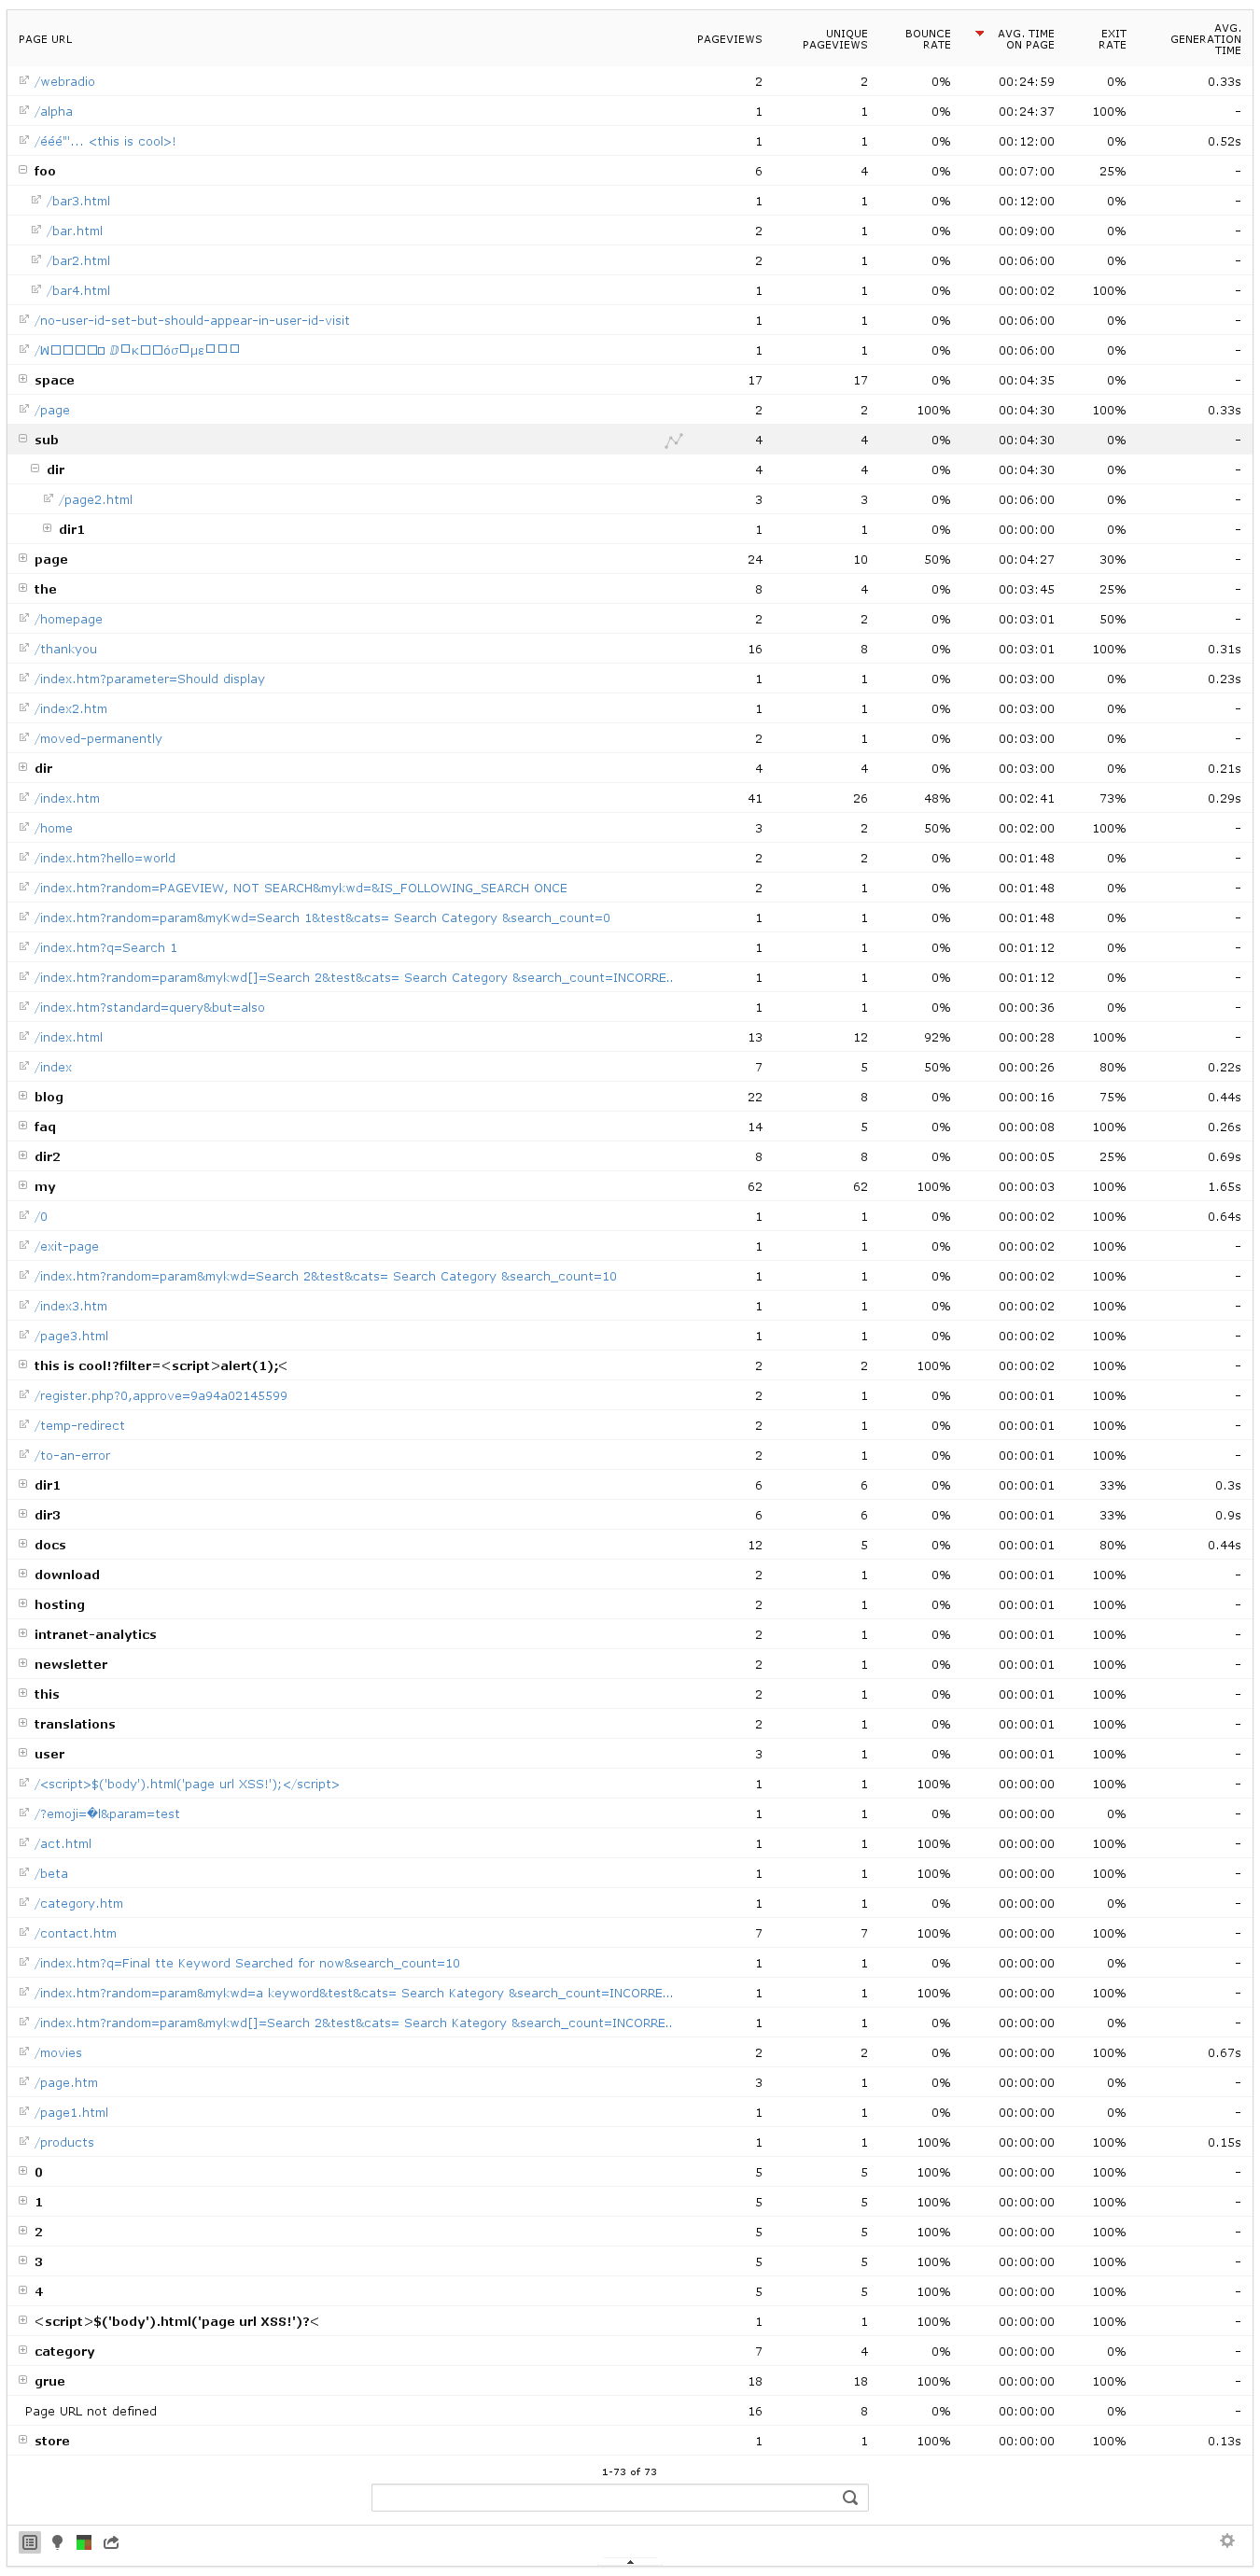 PAGE URL PAGEVIEWS UNIQUE PAGEVIEWS BOUNCE RATE AVG. TIME ON PAGE EXIT RATE AVG. GENERATION TIME
/webradio 2 2 0% 00:24:59 0% 0.33s
/alpha 1 1 0% 00:24:37 100% -
/ééé"'... <this is cool>! 1 1 0% 00:12:00 0% 0.52s
foo 6 4 0% 00:07:00 25% -
/bar3.html 1 1 0% 00:12:00 0% -
/bar.html 2 1 0% 00:09:00 0% -
/bar2.html 2 1 0% 00:06:00 0% -
/bar4.html 1 1 0% 00:00:02 100% -
/no-user-id-set-but-should-appear-in-user-id-visit 1 1 0% 00:06:00 0% -
1 1 0% 00:06:00 0% -
space 17 17 0% 00:04:35 0% -
/page 2 2 100% 00:04:30 100% 0.33s
sub 4 4 0% 00:04:30 0% -
dir 4 4 0% 00:04:30 0% -
/page2.html 3 3 0% 00:06:00 0% -
dir1 1 1 0% 00:00:00 0% -
page 24 10 50% 00:04:27 30% -
the 8 4 0% 00:03:45 25% -
/homepage 2 2 0% 00:03:01 50% -
/thankyou 16 8 0% 00:03:01 100% 0.31s
/index.htm?parameter=Should display 1 1 0% 00:03:00 0% 0.23s
/index2.htm 1 1 0% 00:03:00 0% -
/moved-permanently 2 1 0% 00:03:00 0% -
dir 4 4 0% 00:03:00 0% 0.21s
/index.htm 41 26 48% 00:02:41 73% 0.29s
/home 3 2 50% 00:02:00 100% -
/index.htm?hello=world 2 2 0% 00:01:48 0% -
/index.htm?random=PAGEVIEW, NOT SEARCH&mykwd=&IS_FOLLOWING_SEARCH ONCE 2 1 0% 00:01:48 0% -
/index.htm?random=param&myKwd=Search 1&test&cats= Search Category &search_count=0 1 1 0% 00:01:48 0% -
/index.htm?q=Search 1 1 1 0% 00:01:12 0% -
/index.htm?random=param&mykwd[]=Search 2&test&cats= Search Category &search_count=INCORRE.. 1 1 0% 00:01:12 0% -
/index.htm?standard=query&but=also 1 1 0% 00:00:36 0% -
/index.html 13 12 92% 00:00:28 100% -
/index 7 5 50% 00:00:26 80% 0.22s
blog 22 8 0% 00:00:16 75% 0.44s
faq 14 5 0% 00:00:08 100% 0.26s
dir2 8 8 0% 00:00:05 25% 0.69s
my 62 62 100% 00:00:03 100% 1.65s
/0 1 1 0% 00:00:02 100% 0.64s
/exit-page 1 1 0% 00:00:02 100% -
/index.htm?random=param&mykwd=Search 2&test&cats= Search Category &search_count=10 1 1 0% 00:00:02 100% -
/index3.htm 1 1 0% 00:00:02 100% -
/page3.html 1 1 0% 00:00:02 100% -
this is cool!?filter=<script>alert(1);< 2 2 100% 00:00:02 100% -
/register.php?0,approve=9a94a02145599 2 1 0% 00:00:01 100% -
/temp-redirect 2 1 0% 00:00:01 100% -
/to-an-error 2 1 0% 00:00:01 100% -
dir1 6 6 0% 00:00:01 33% 0.3s
dir3 6 6 0% 00:00:01 33% 0.9s
docs 12 5 0% 00:00:01 80% 0.44s
download 2 1 0% 00:00:01 100% -
hosting 2 1 0% 00:00:01 100% -
intranet-analytics 2 1 0% 00:00:01 100% -
newsletter 2 1 0% 00:00:01 100% -
this 2 1 0% 00:00:01 100% -
translations 2 1 0% 00:00:01 100% -
user 3 1 0% 00:00:01 100% -
/<script>$('body').html('page url XSS!');</script> 1 1 100% 00:00:00 100% -
/?emoji=�l&param=test 1 1 0% 00:00:00 0% -
/act.html 1 1 100% 00:00:00 100% -
/beta 1 1 100% 00:00:00 100% -
/category.htm 1 1 0% 00:00:00 0% -
/contact.htm 7 7 100% 00:00:00 100% -
/index.htm?q=Final tte Keyword Searched for now&search_count=10 1 1 0% 00:00:00 0% -
/index.htm?random=param&mykwd=a keyword&test&cats= Search Kategory &search_count=INCORRE... 1 1 100% 00:00:00 100% -
/index.htm?random=param&mykwd[]=Search 2&test&cats= Search Kategory &search_count=INCORRE.. 1 1 0% 00:00:00 0% -
/movies 2 2 0% 00:00:00 100% 0.67s
/page.htm 3 1 0% 00:00:00 0% -
/page1.html 1 1 0% 00:00:00 0% -
/products 1 1 100% 00:00:00 100% 0.15s
0 5 5 100% 00:00:00 100% -
1 5 5 100% 00:00:00 100% -
2 5 5 100% 00:00:00 100% -
3 5 5 100% 00:00:00 100% -
4 5 5 100% 00:00:00 100% -
<script>$('body').html('page url XSS!')?< 1 1 100% 00:00:00 100% -
category 7 4 0% 00:00:00 0% -
grue 18 18 100% 00:00:00 100% -
Page URL not defined 16 8 0% 00:00:00 0% -
store 1 1 100% 00:00:00 100% 0.13s
1-73 of 73